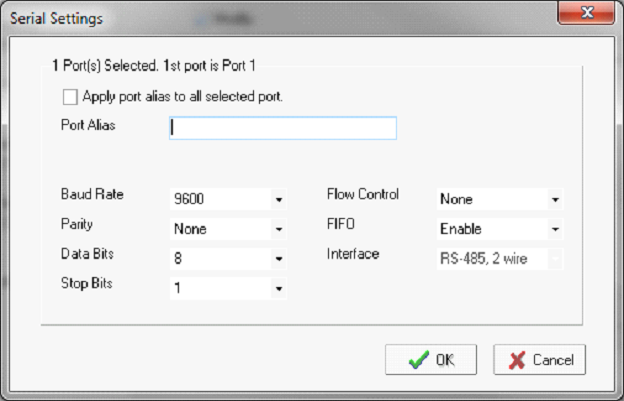 Serial Settings
1 Port(s) Selected. 1st port is Port 1
Apply port alias to all selected port.
Port Alias
Baud Rate 9600 Flow Control None
Parity None FIFO Enable
Data Bits 8 Interface RS-485, 2 wire
Stop Bits 1
OK Cancel